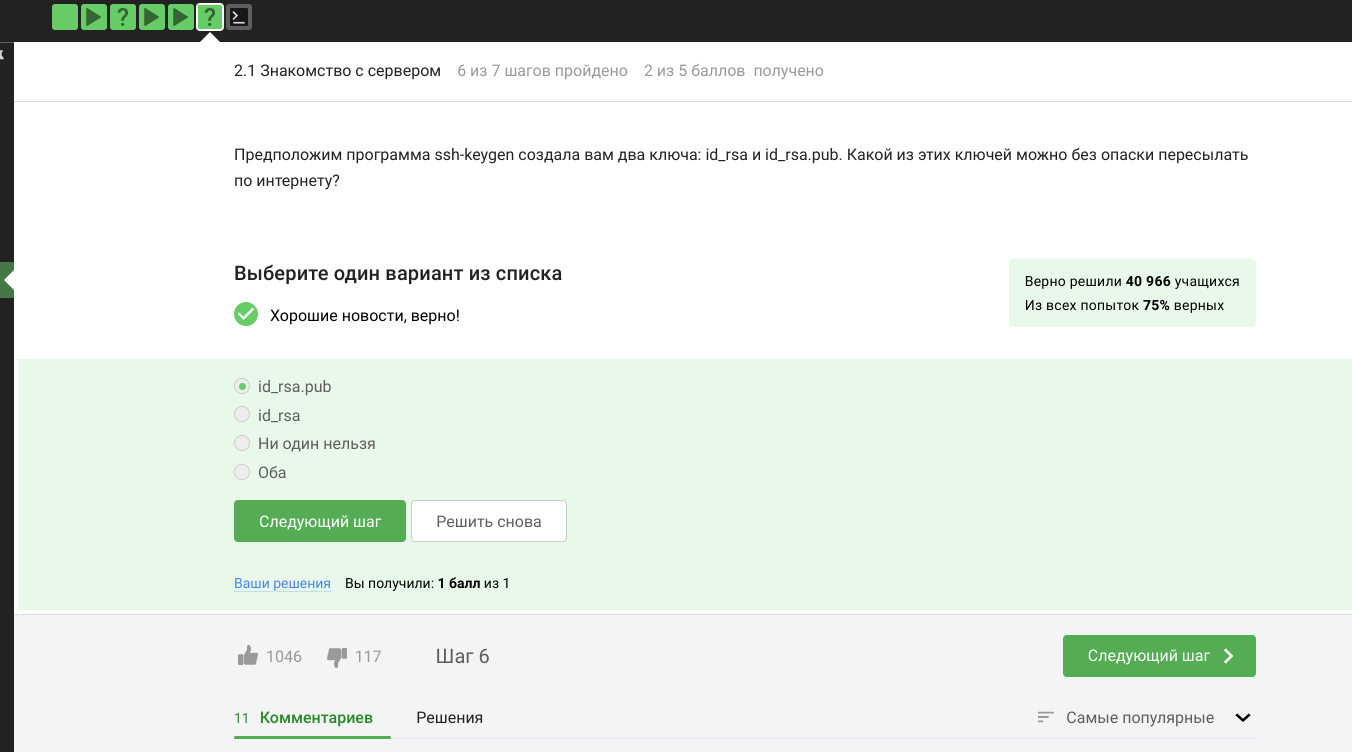 2.1 Знакомство с сервером 6 из 7 шагов пройдено 2 из 5 баллов получено
Предположим программа ssh-keygen создала вам два ключа: id_rsa и id_rsa.pub. Какой из этих ключей можно без опаски пересылать
по интернету?
Выберите один вариант из списка
Хорошие новости, верно!
Верно решили 40 966 учащихся
Из всех попыток 75% верных
id_rsa.pub
id_rsa
Ни один нельзя
Оба
Следующий шаг Решить снова
Ваши решения Вы получили: 1 балл из 1
1046 117 Шаг 6 Следующий шаг
11 Комментариев Решения Самые популярные